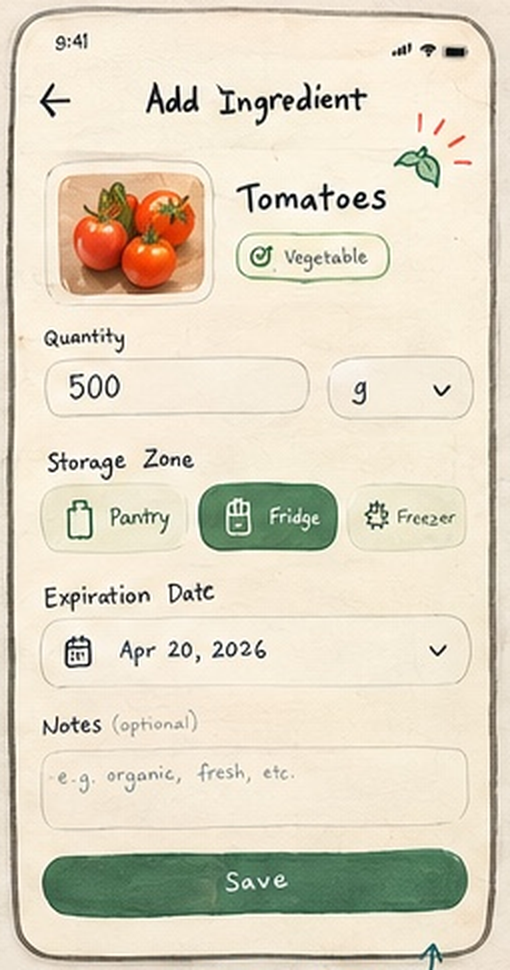 9:41
Add Ingredient
Tomatoes
Vegetable
Quantity
500 g
Storage Zone
Pantry Fridge Freezer
Expiration Date
Apr 20, 2026
Notes (optional)
e.g. organic, fresh, etc.
Save